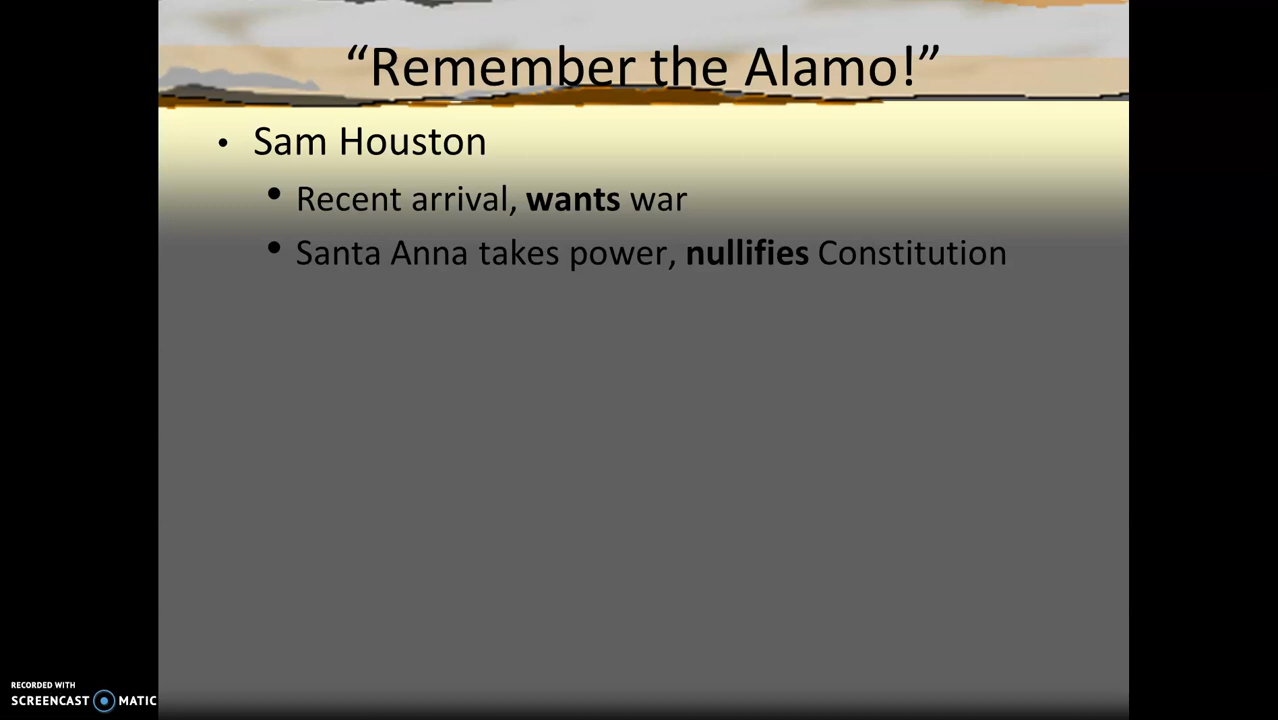 “Remember the Alamo!”
• Sam Houston
• Recent arrival, wants war
• Santa Anna takes power, nullifies Constitution
RECORDED WITH
SCREENCAST MATIC